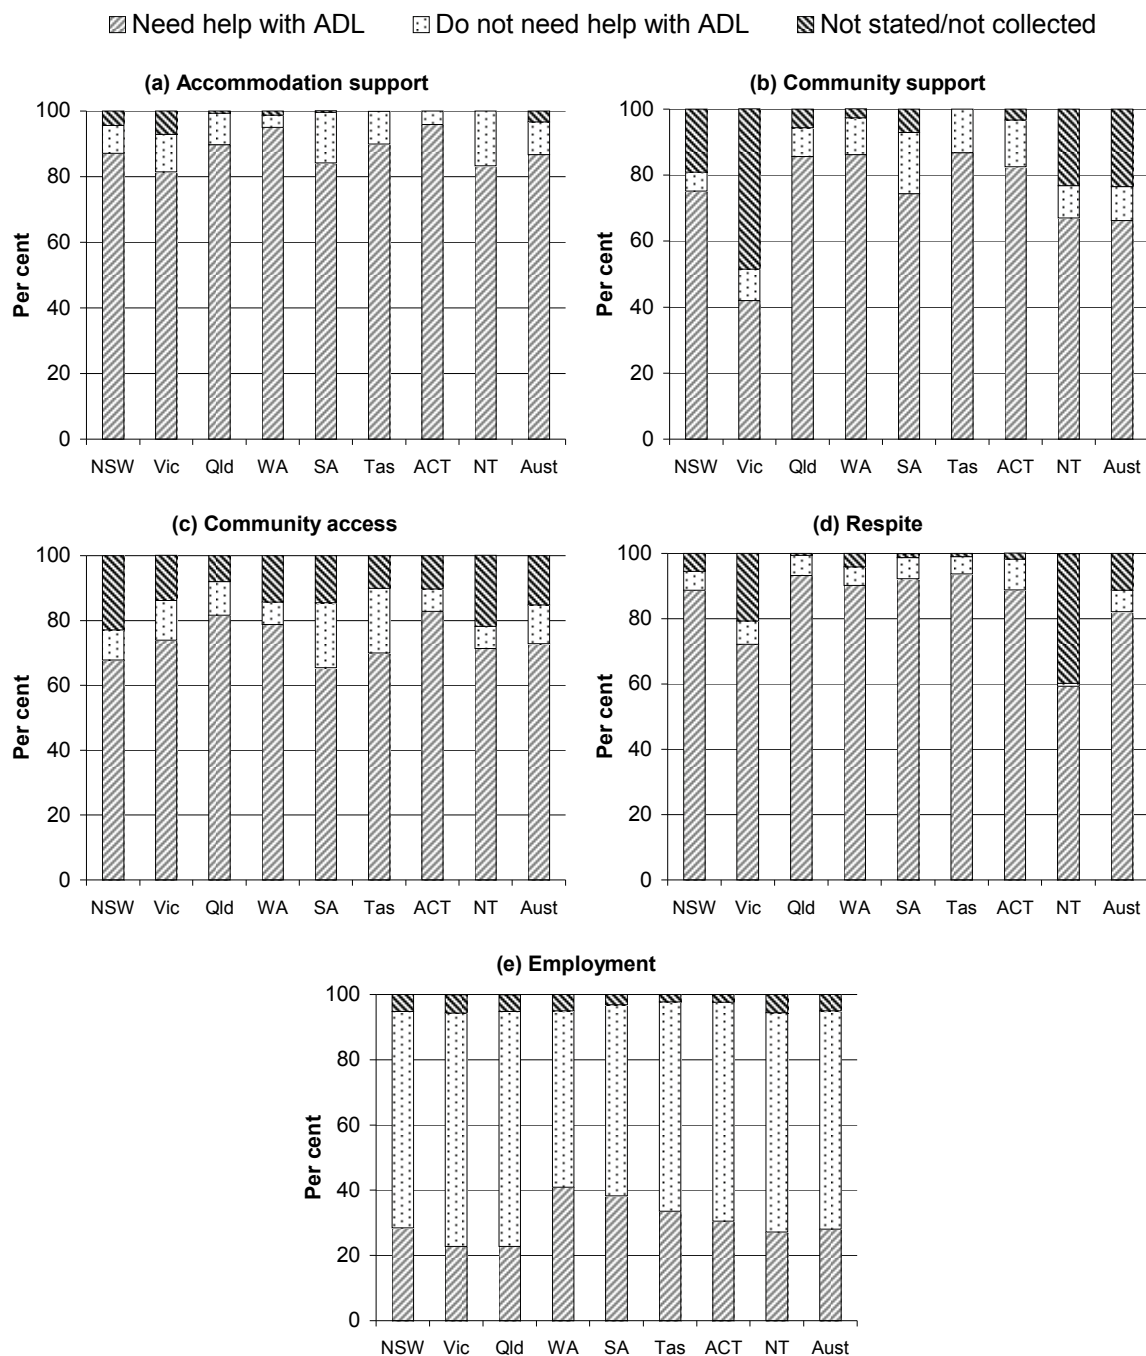 Need help with ADL Do not need help with ADL Not stated/not collected
(a) Accommodation support
100
80
60
40
20
0
Per cent
NSW Vic Qld WA SA Tas ACT NT Aust
(b) Community support
100
80
60
40
20
0
Per cent
NSW Vic Qld WA SA Tas ACT NT Aust
(c) Community access
100
80
60
40
20
0
Per cent
NSW Vic Qld WA SA Tas ACT NT Aust
(d) Respite
100
80
60
40
20
0
Per cent
NSW Vic Qld WA SA Tas ACT NT Aust
(e) Employment
100
80
60
40
20
0
Per cent
NSW Vic Qld WA SA Tas ACT NT Aust